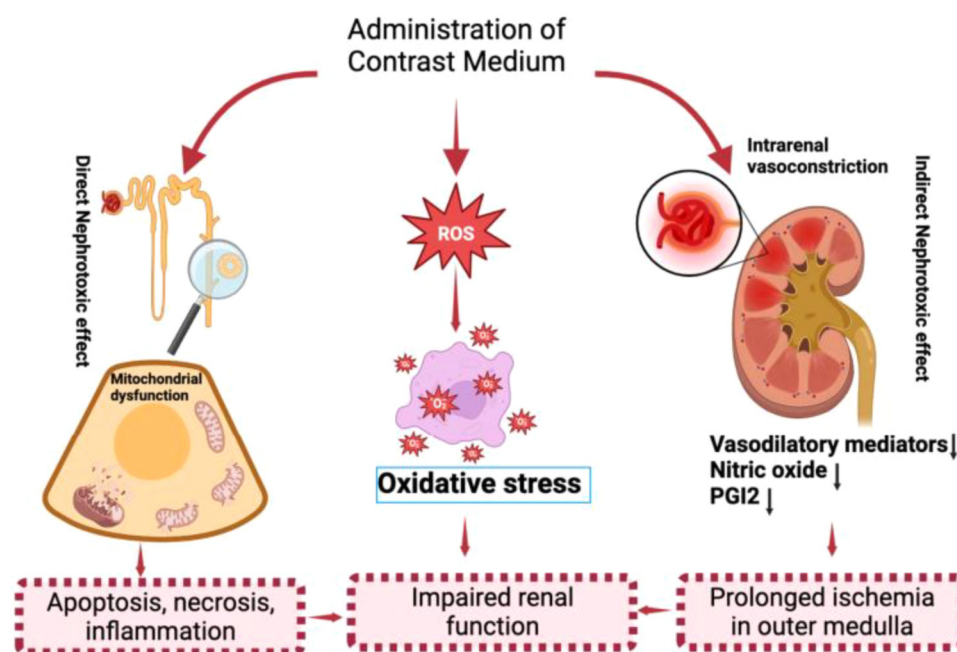 Administration of
Contrast Medium
Direct Nephrotoxic effect
Mitochondrial
dysfunction
Apoptosis, necrosis,
inflammation
ROS
Oxidative stress
Impaired renal
function
Intrarenal
vasoconstriction
Indirect Nephrotoxic effect
Vasodilatory mediators↓
Nitric oxide ↓
PGI2 ↓
Prolonged ischemia
in outer medulla